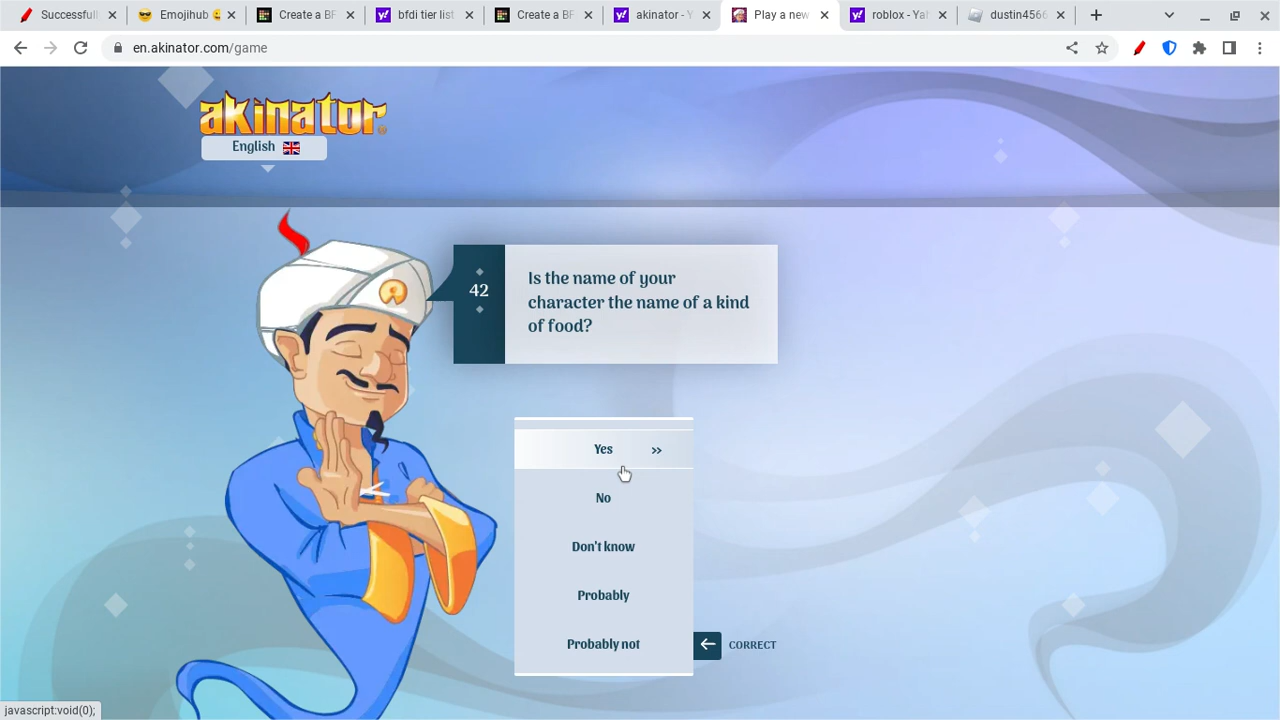 Successfull
Emojihub
Create a BF
bfdi tier list
Create a BF
akinator - Y
Play a new
roblox - Ya
dustin4566
en.akinator.com/game
akinator
English
42
Is the name of your
character the name of a kind
of food?
Yes
No
Don't know
Probably
Probably not
CORRECT
javascript:void(0);